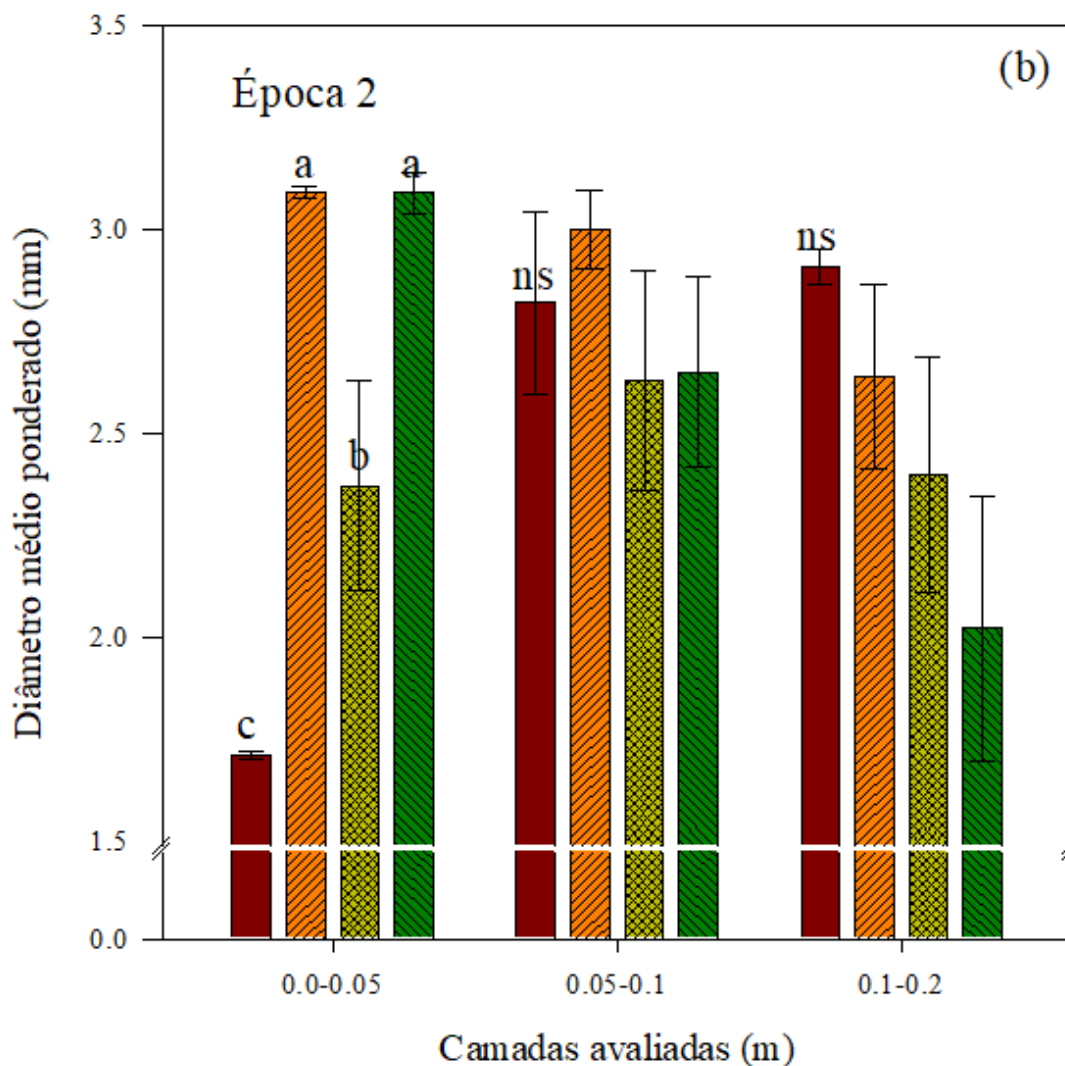 3.5
(b)
Época 2
a
a
3.0
ns
ns
2.5
b
2.0
c
1.5
0.0
0.0-0.05
0.05-0.1
0.1-0.2
Diâmetro médio ponderado (mm)
Camadas avaliadas (m)